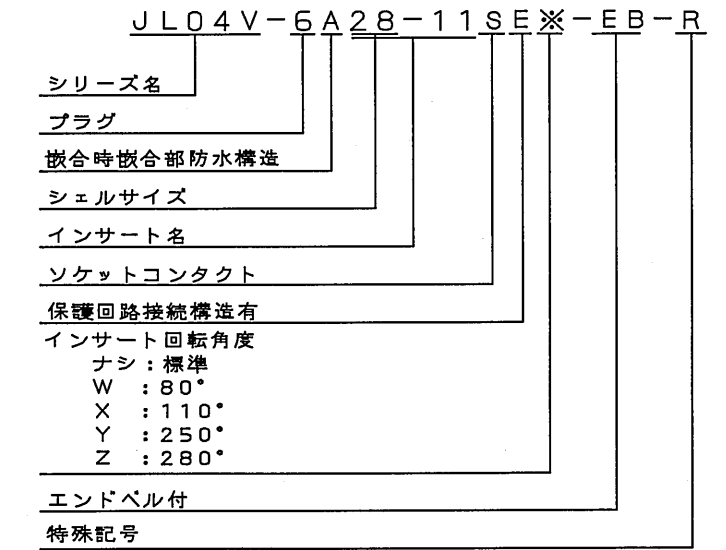 JL04V-6A28-11SE※-EB-R
シリーズ名
プラグ
嵌合時嵌合部防水構造
シェルサイズ
インサート名
ソケットコンタクト
保護回路接続構造有
インサート回転角度
ナシ:標準
W :80°
X :110°
Y :250°
Z :280°
エンドベル付
特殊記号